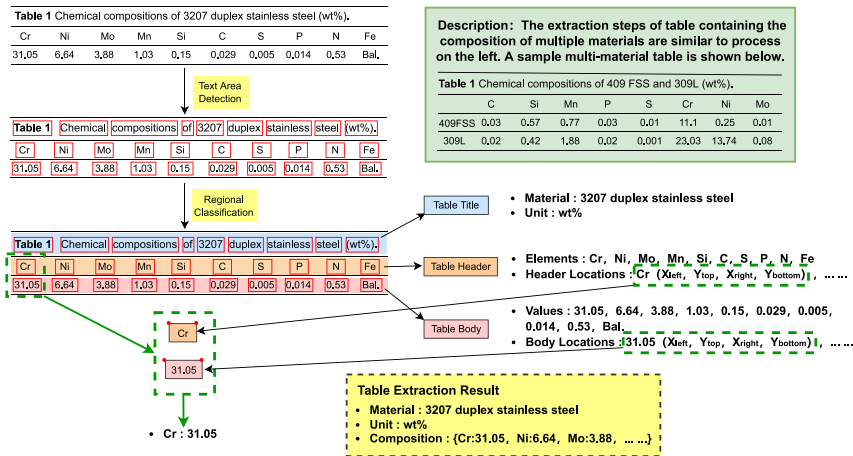 Table 1 Chemical compositions of 3207 duplex stainless steel (wt%).
Cr Ni Mo Mn Si C S P N Fe
31.05 6.64 3.88 1.03 0.15 0.029 0.005 0.014 0.53 Bal.
Text Area
Detection
Table 1 Chemical compositions of 3207 duplex stainless steel (wt%).
Cr Ni Mo Mn Si C S P N Fe
31.05 6.64 3.88 1.03 0.15 0.029 0.005 0.014 0.53 Bal.
Regional
Classification
Table 1 Chemical compositions of 3207 duplex stainless steel (wt%).
Cr Ni Mo Mn Si C S P N Fe
31.05 6.64 3.88 1.03 0.15 0.029 0.005 0.014 0.53 Bal.
Description: The extraction steps of table containing the
composition of multiple materials are similar to process
on the left. A sample multi-material table is shown below.
Table 1 Chemical compositions of 409 FSS and 309L (wt%).
C Si Mn P S Cr Ni Mo
409FSS 0.03 0.57 0.77 0.03 0.01 11.1 0.25 0.01
309L 0.02 0.42 1.88 0.02 0.001 23.03 13.74 0.08
Table Title
• Material : 3207 duplex stainless steel
• Unit : wt%
Table Header
• Elements : Cr, Ni, Mo, Mn, Si, C, S, P, N, Fe
• Header Locations : Cr (Xleft, Ytop, Xright, Ybottom) , ... ...
Table Body
• Values : 31.05, 6.64, 3.88, 1.03, 0.15, 0.029, 0.005,
0.014, 0.53, Bal.
• Body Locations : 31.05 (Xleft, Ytop, Xright, Ybottom) , ... ...
Cr
31.05
• Cr : 31.05
Table Extraction Result
• Material : 3207 duplex stainless steel
• Unit : wt%
• Composition : {Cr:31.05, Ni:6.64, Mo:3.88, ... ...}